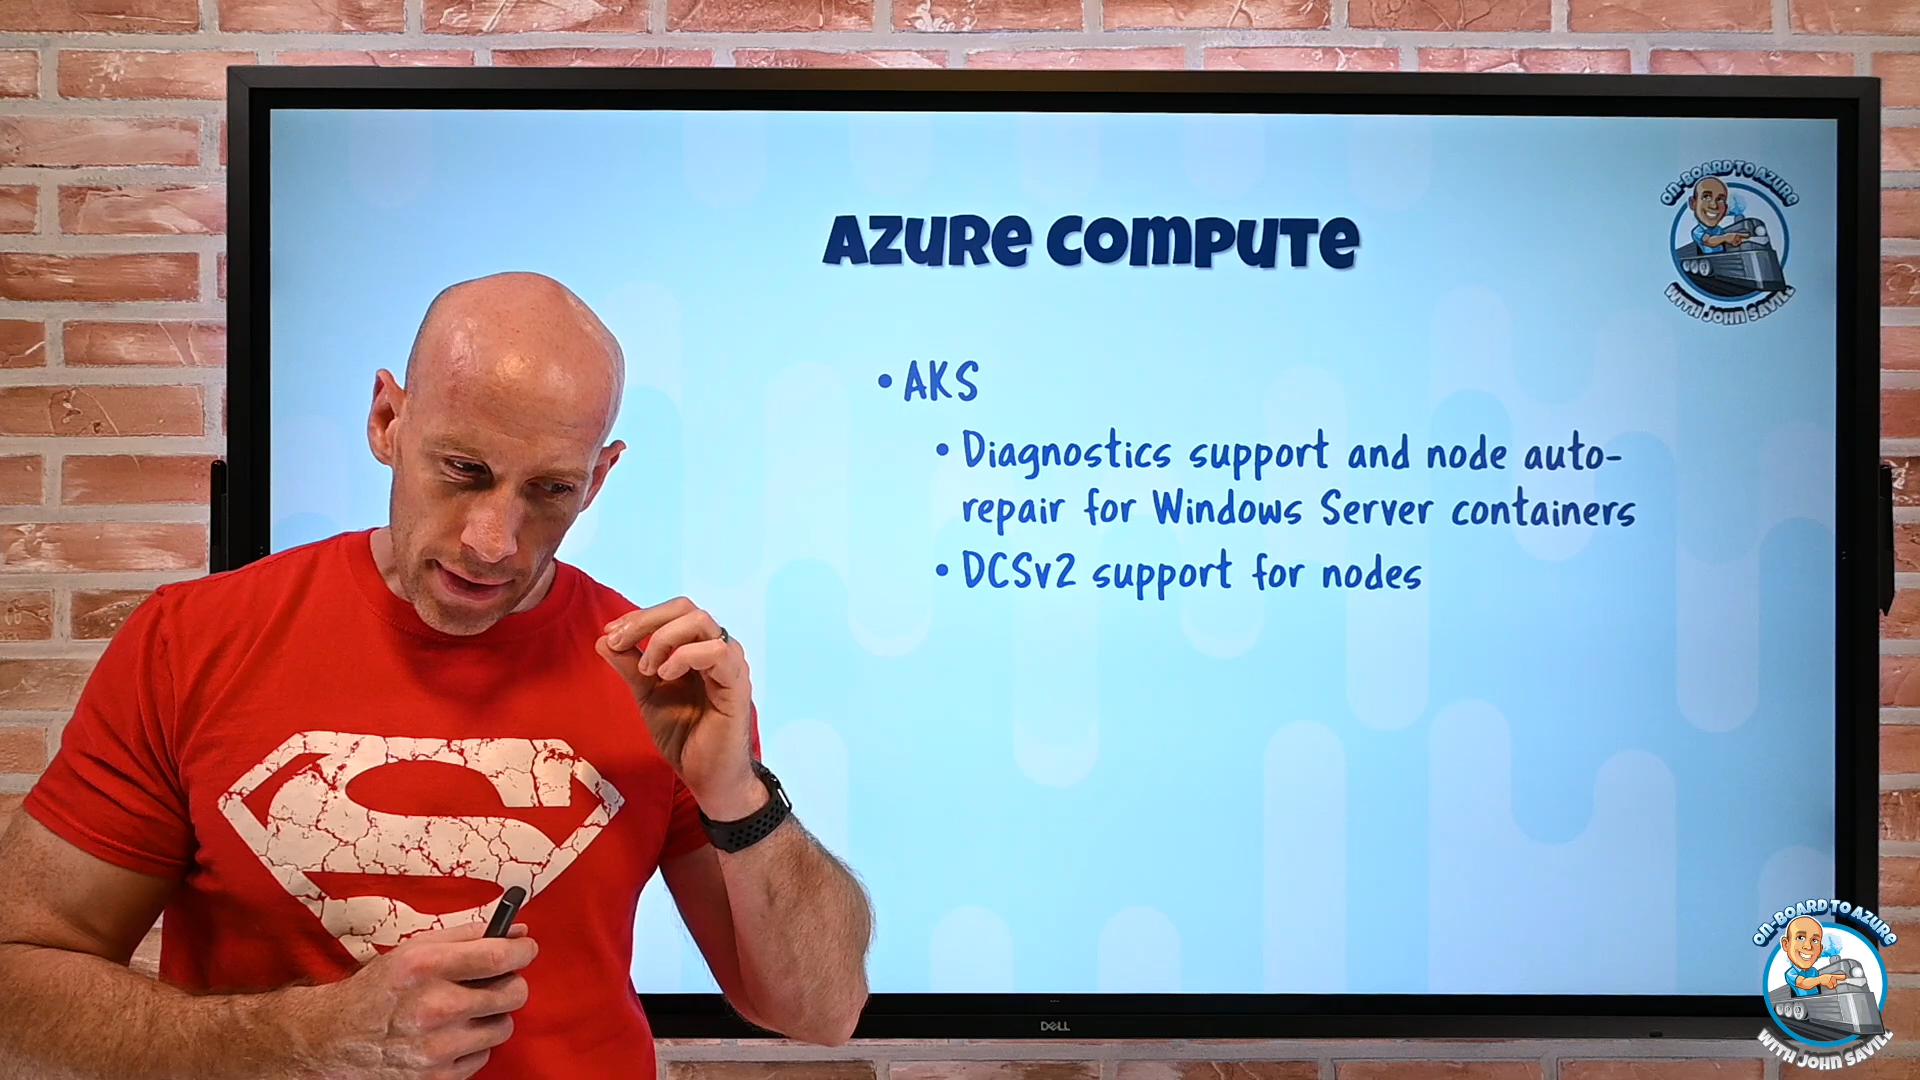 ON-BOARD TO AZURE
WITH JOHN SAVILL
AZURE COMPUTE
• AKS
• Diagnostics support and node auto-
repair for Windows Server containers
• DCSv2 support for nodes
S
DELL
ON-BOARD TO AZURE
WITH JOHN SAVILL